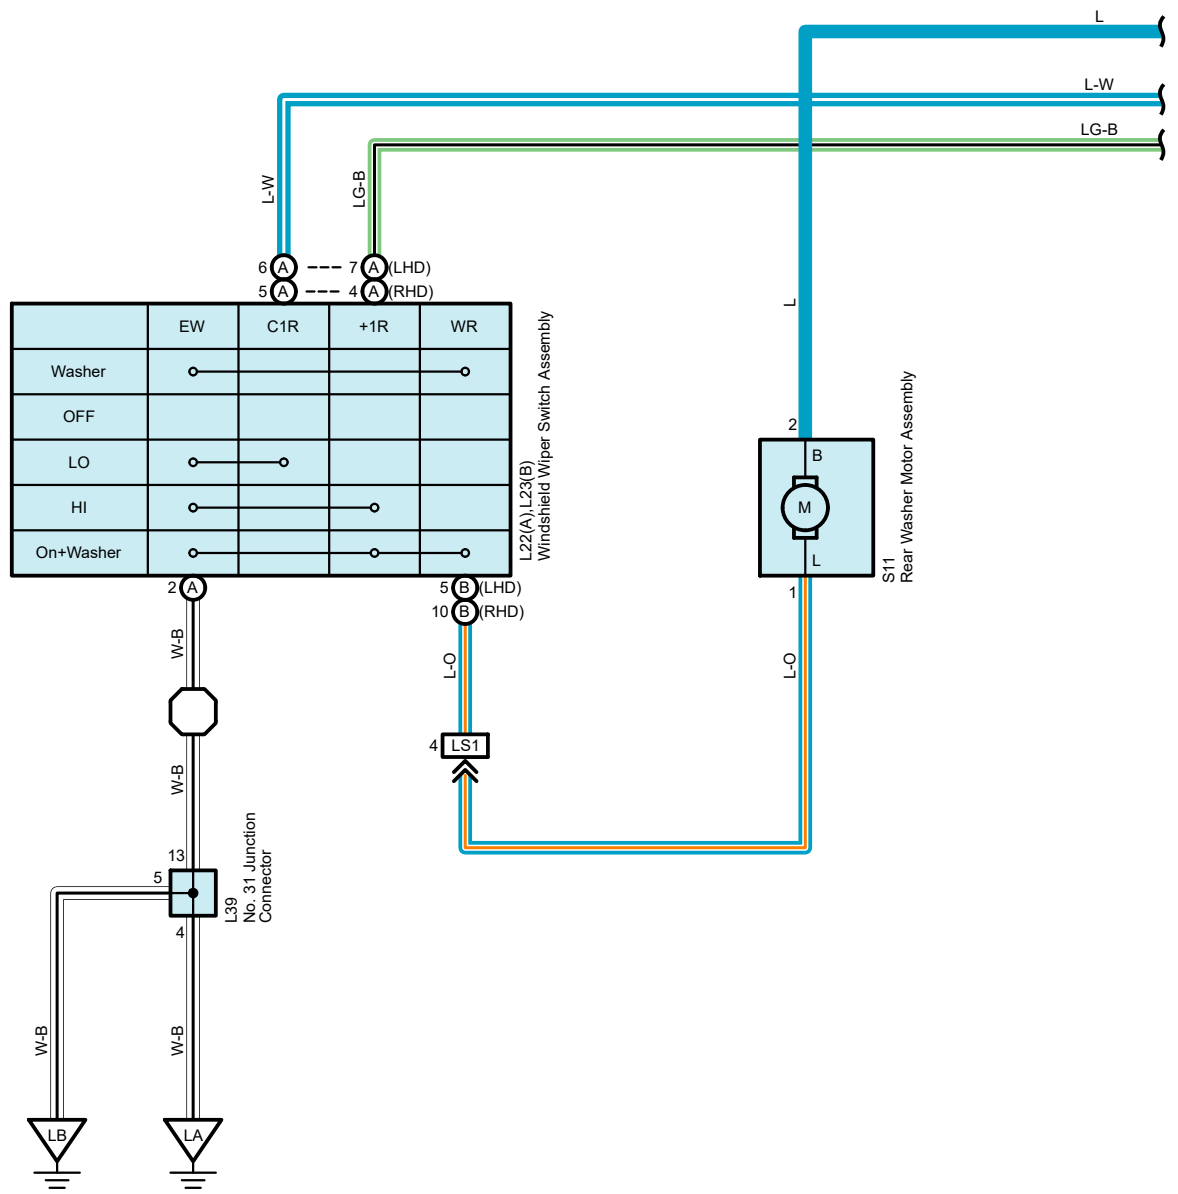 L
L-W
LG-B
L-W
LG-B
6 A 7 A (LHD)
5 A 4 A (RHD)
EW C1R +1R WR
Washer
OFF
LO
HI
On+Washer
L22(A),L23(B)
Windshield Wiper Switch Assembly
L
2
B
M
L
1
S11
Rear Washer Motor Assembly
2 A
5 B (LHD)
10 B (RHD)
W-B
L-O
L-O
4 LS1
W-B
13
5
4
L39
No. 31 Junction
Connector
W-B
W-B
LB
LA